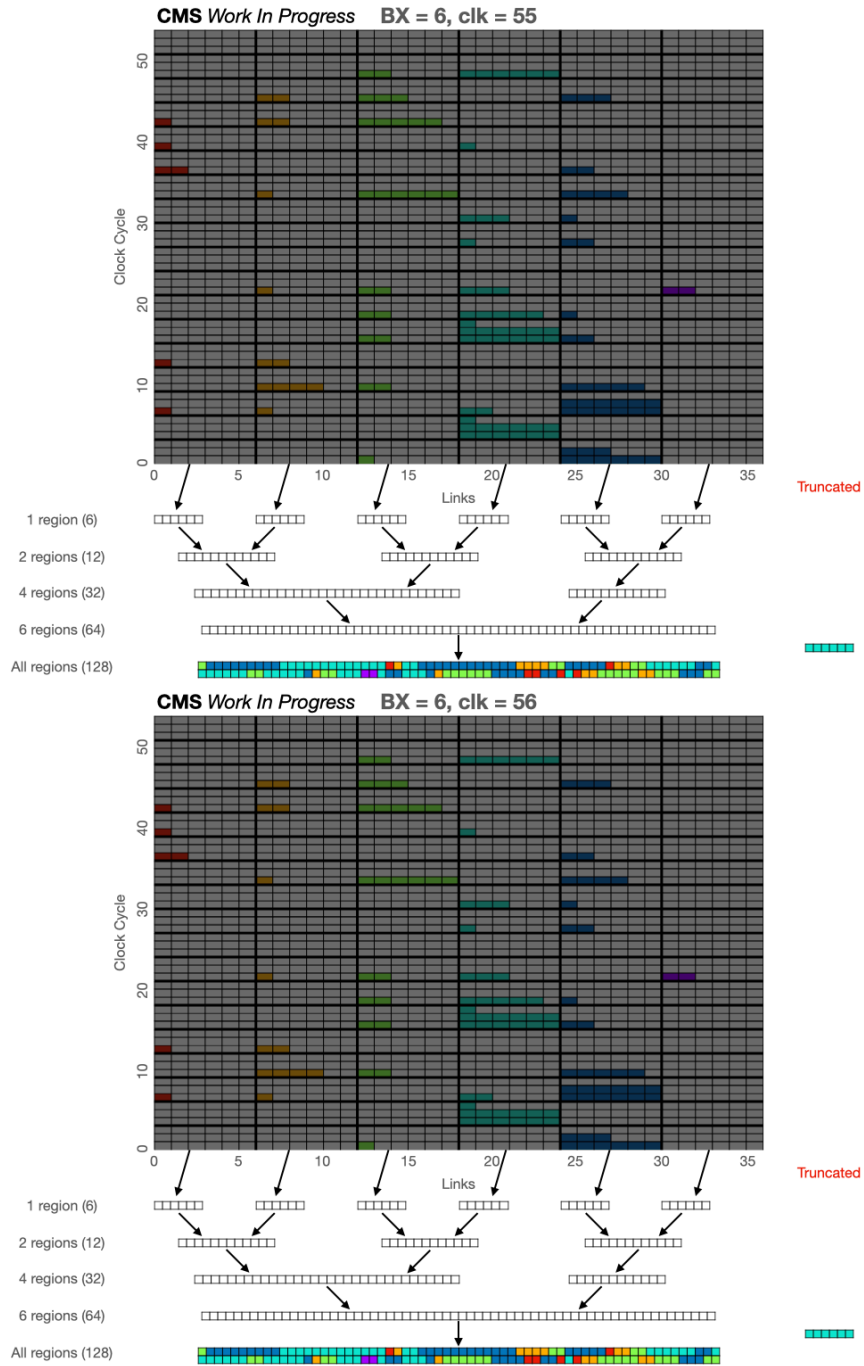 CMS Work In Progress BX = 6, clk = 55
Clock Cycle
50
40
30
20
10
0
0 5 10 15 20 25 30 35
Links
Truncated
1 region (6)
2 regions (12)
4 regions (32)
6 regions (64)
All regions (128)
CMS Work In Progress BX = 6, clk = 56
Clock Cycle
50
40
30
20
10
0
0 5 10 15 20 25 30 35
Links
Truncated
1 region (6)
2 regions (12)
4 regions (32)
6 regions (64)
All regions (128)